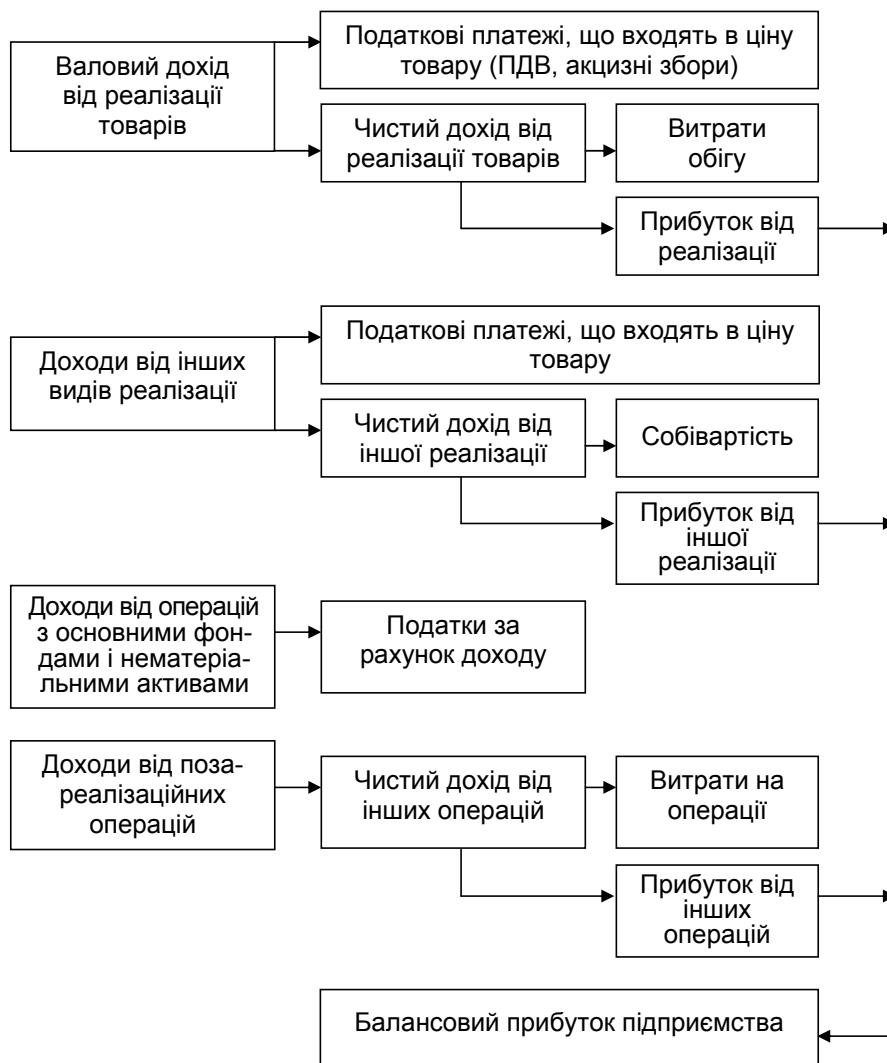 Валовий дохід
від реалізації
товарів
Податкові платежі, що входять в ціну
товару (ПДВ, акцизні збори)
Чистий дохід від
реалізації товарів
Витрати
обігу
Прибуток від
реалізації
Доходи від інших
видів реалізації
Податкові платежі, що входять в ціну
товару
Чистий дохід від
іншої реалізації
Собівартість
Прибуток від
іншої
реалізації
Доходи від операцій
з основними фон-
дами і нематеріа-
льними активами
Податки за
рахунок доходу
Доходи від поза-
реалізаційних
операцій
Чистий дохід від
інших операцій
Витрати на
операції
Прибуток від
інших
операцій
Балансовий прибуток підприємства